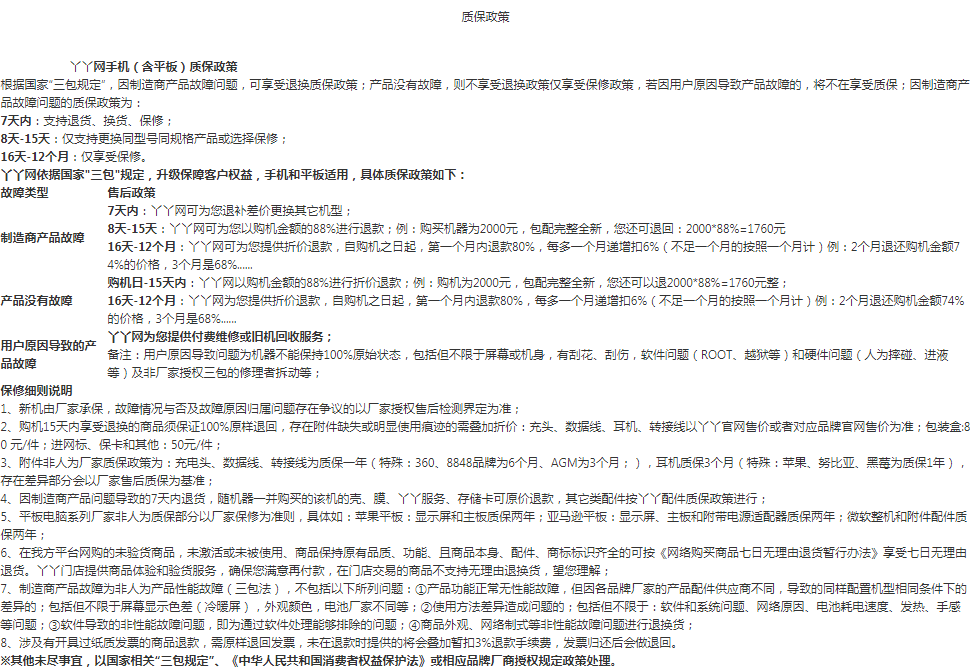 质保政策
丫丫网手机（含平板）质保政策
根据国家“三包规定”，因制造商产品故障问题，可享受退换质保政策；产品没有故障，则不享受退换政策仅享受保修政策，若因用户原因导致产品故障的，将不在享受质保；因制造商产
品故障问题的质保政策为：
7天内：支持退货、换货、保修；
8天-15天：仅支持更换同型号同规格产品或选择保修；
16天-12个月：仅享受保修。
丫丫网依据国家"三包"规定，升级保障客户权益，手机和平板适用，具体质保政策如下：
故障类型 售后政策
制造商产品故障
7天内：丫丫网可为您退补差价更换其它机型；
8天-15天：丫丫网可为您以购机金额的88%进行退款；例：购买机器为2000元，包配完整全新，您还可退回：2000*88%=1760元
16天-12个月：丫丫网可为您提供折价退款，自购机之日起，第一个月内退款80%，每多一个月递增扣6%（不足一个月的按照一个月计）例：2个月退还购机金额7
4%的价格，3个月是68%......
产品没有故障
购机日-15天内：丫丫网以购机金额的88%进行折价退款；例：购机为2000元，包配完整全新，您还可以退2000*88%=1760元整；
16天-12个月：丫丫网为您提供折价退款，自购机之日起，第一个月内退款80%，每多一个月递增扣6%（不足一个月的按照一个月计）例：2个月退还购机金额74%
的价格，3个月是68%......
用户原因导致的产
品故障
丫丫网为您提供付费维修或旧机回收服务；
备注：用户原因导致问题为机器不能保持100%原始状态，包括但不限于屏幕或机身，有刮花、刮伤，软件问题（ROOT、越狱等）和硬件问题（人为摔碰、进液
等）及非厂家授权三包的修理者拆动等；
保修细则说明
1、新机由厂家承保，故障情况与否及故障原因归属问题存在争议的以厂家授权售后检测界定为准；
2、购机15天内享受退换的商品须保证100%原样退回，存在附件缺失或明显使用痕迹的需叠加折价：充头、数据线、耳机、转接线以丫丫官网售价或者对应品牌官网售价为准；包装盒:8
0 元/件；进网标、保卡和其他：50元/件；
3、附件非人为厂家质保政策为：充电头、数据线、转接线为质保一年（特殊：360、8848品牌为6个月、AGM为3个月；），耳机质保3个月（特殊：苹果、努比亚、黑莓为质保1年），
存在差异部分会以厂家售后质保为基准；
4、因制造商产品问题导致的7天内退货，随机器一并购买的该机的壳、膜、丫丫服务、存储卡可原价退款，其它类配件按丫丫配件质保政策进行；
5、平板电脑系列厂家非人为质保部分以厂家保修为准则，具体如：苹果平板：显示屏和主板质保两年；亚马逊平板：显示屏、主板和附带电源适配器质保两年；微软整机和附件配件质
保两年；
6、在我方平台网购的未验货商品，未激活或未被使用、商品保持原有品质、功能、且商品本身、配件、商标标识齐全的可按《网络购买商品七日无理由退货暂行办法》享受七日无理由
退货。丫丫门店提供商品体验和验货服务，确保您满意再付款，在门店交易的商品不支持无理由退换货，望您理解；
7、制造商产品故障为非人为产品性能故障（三包法），不包括以下所列问题：①产品功能正常无性能故障，但因各品牌厂家的产品配件供应商不同，导致的同样配置机型相同条件下的
差异的；包括但不限于屏幕显示色差（冷暖屏），外观颜色，电池厂家不同等；②使用方法差异造成问题的；包括但不限于：软件和系统问题、网络原因、电池耗电速度、发热、手感
等问题；③软件导致的非性能故障问题，即为通过软件处理能够排除的问题；④商品外观、网络制式等非性能故障问题进行退换货；
8、涉及有开具过纸质发票的商品退款，需原样退回发票，未在退款时提供的将会叠加暂扣3%退款手续费，发票归还后会做退回。
※其他未尽事宜，以国家相关“三包规定”、《中华人民共和国消费者权益保护法》或相应品牌厂商授权规定政策处理。